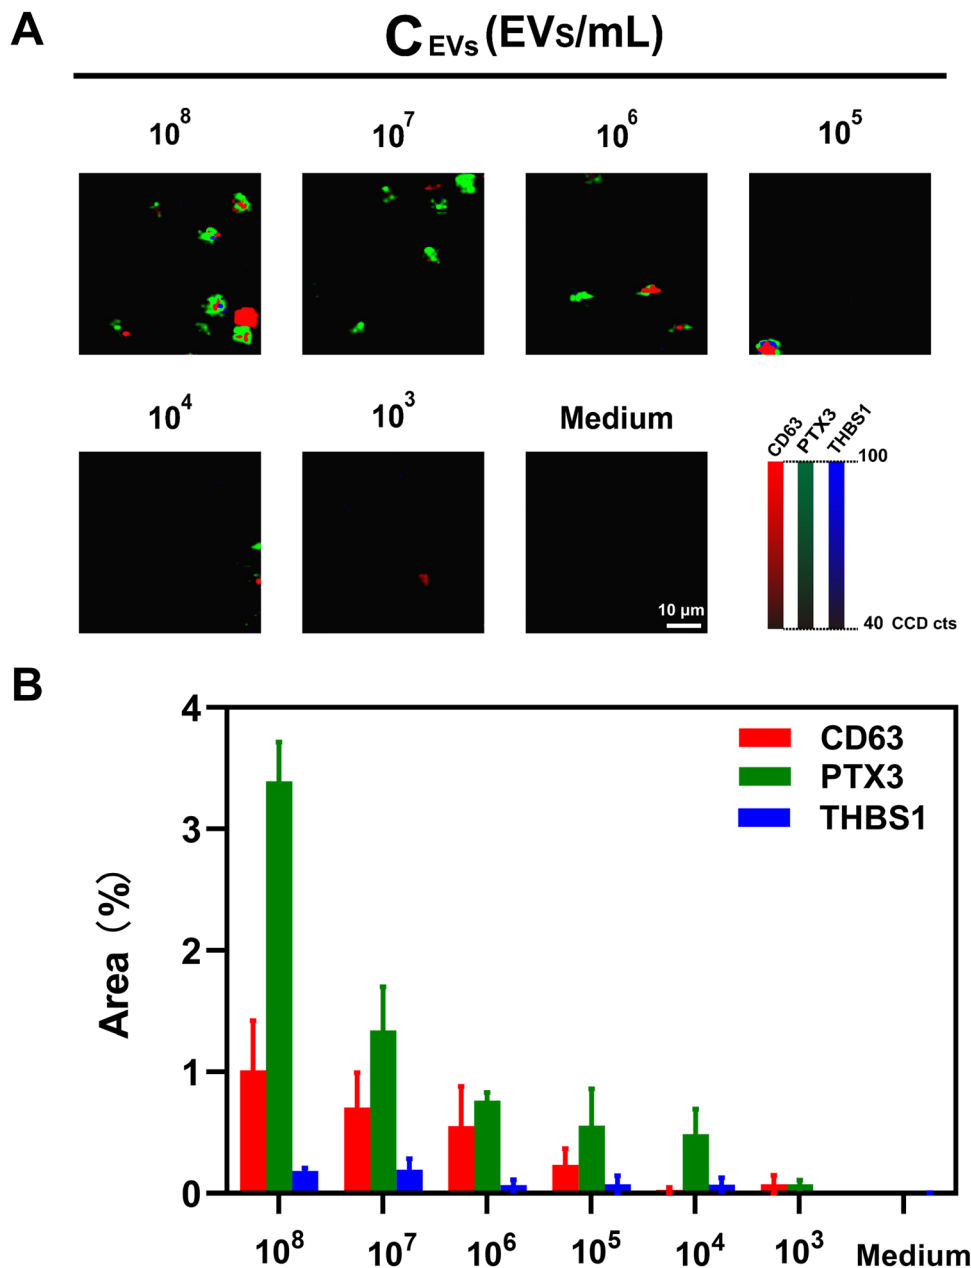 A
C EVs (EVs/mL)
10^8 10^7 10^6 10^5
10^4 10^3 Medium
CD63 PTX3 THBS1
100
10 μm
40 CCD cts
B
4
3
2
1
0
Area (%)
CD63
PTX3
THBS1
10^8 10^7 10^6 10^5 10^4 10^3 Medium